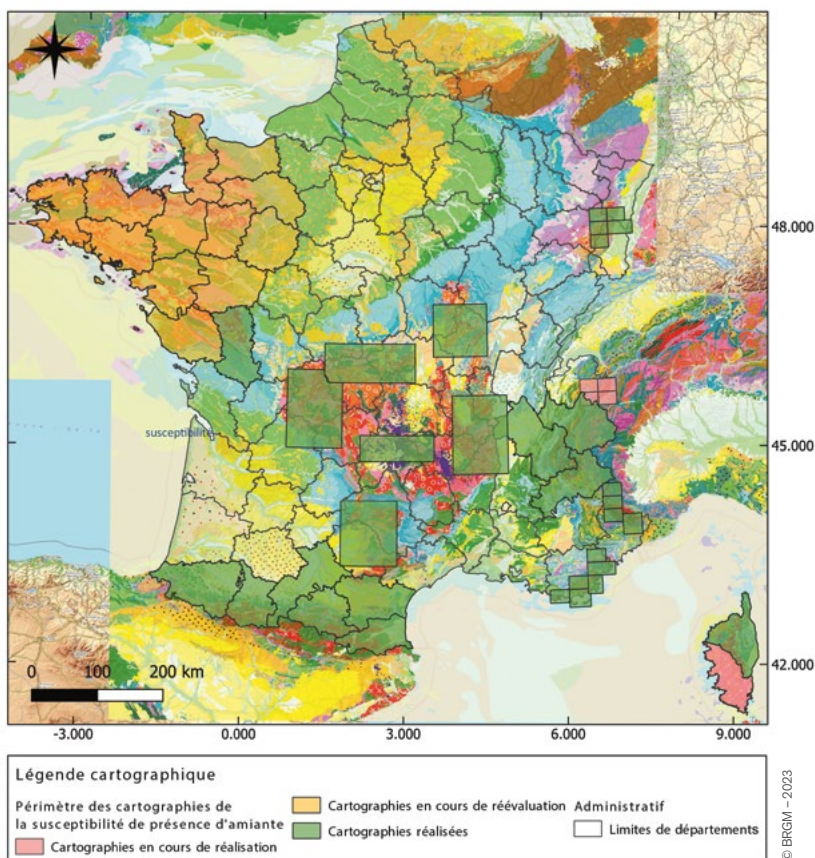 48.000
susceptibilité
45.000
42.000
0 100 200 km
-3.000 0.000 3.000 6.000 9.000
Légende cartographique
Périmètre des cartographies de
la susceptibilité de présence d'amiante
Cartographies en cours de réalisation
Cartographies en cours de réévaluation
Cartographies réalisées
Administratif
Limites de départements
© BRGM – 2023